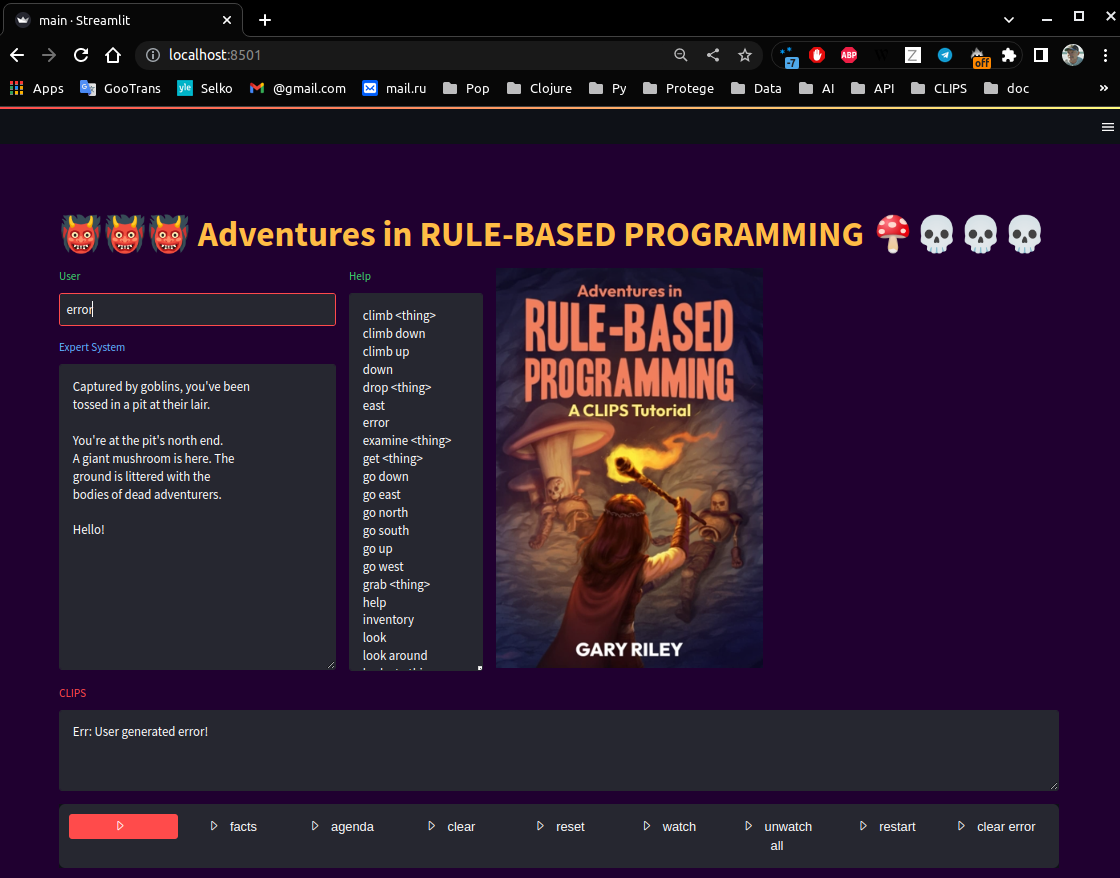 main · Streamlit
localhost:8501
-7
ABP
Z
off
Apps
GooTrans
yle
Selko
@gmail.com
mail.ru
Pop
Clojure
Py
Protege
Data
AI
API
CLIPS
doc
»
Adventures in RULE-BASED PROGRAMMING
User
error
Expert System
Captured by goblins, you've been
tossed in a pit at their lair.
You're at the pit's north end.
A giant mushroom is here. The
ground is littered with the
bodies of dead adventurers.
Hello!
Help
climb <thing>
climb down
climb up
down
drop <thing>
east
error
examine <thing>
get <thing>
go down
go east
go north
go south
go up
go west
grab <thing>
help
inventory
look
look around
Adventures in
RULE-BASED
PROGRAMMING
A CLIPS Tutorial
GARY RILEY
CLIPS
Err: User generated error!
facts
agenda
clear
reset
watch
unwatch
all
restart
clear error